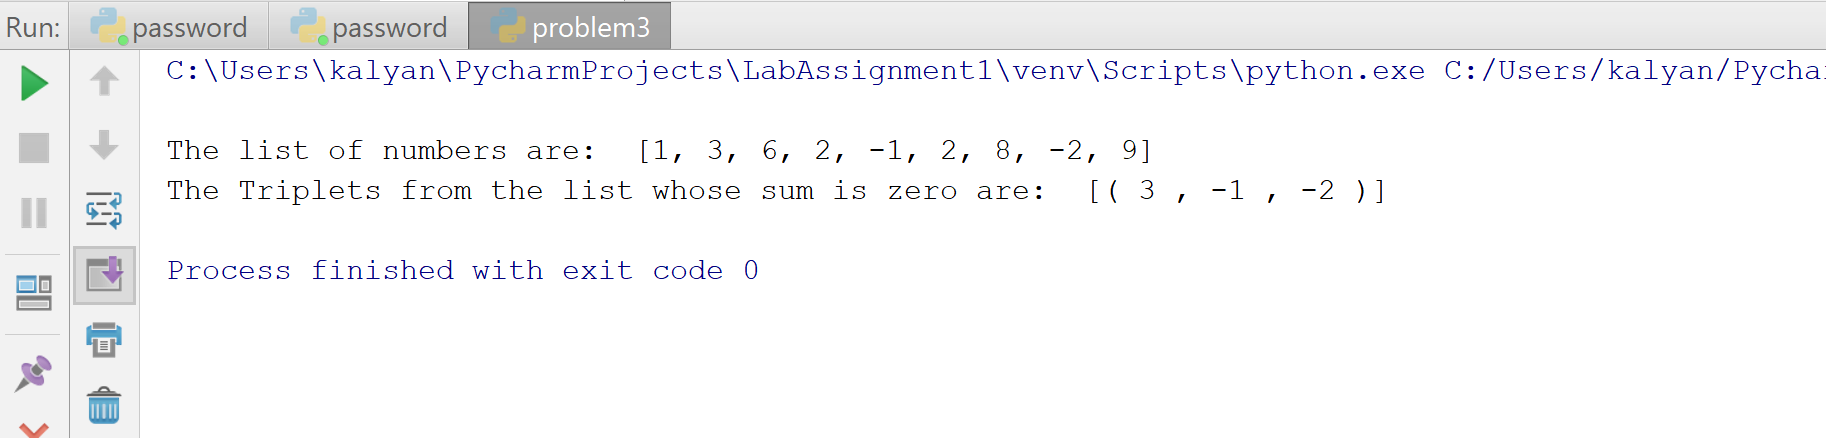 Run: password password problem3
C:\Users\kalyan\PycharmProjects\LabAssignment1\venv\Scripts\python.exe C:/Users/kalyan/Pychar
The list of numbers are:  [1, 3, 6, 2, -1, 2, 8, -2, 9]
The Triplets from the list whose sum is zero are:  [( 3 , -1 , -2 )]
Process finished with exit code 0